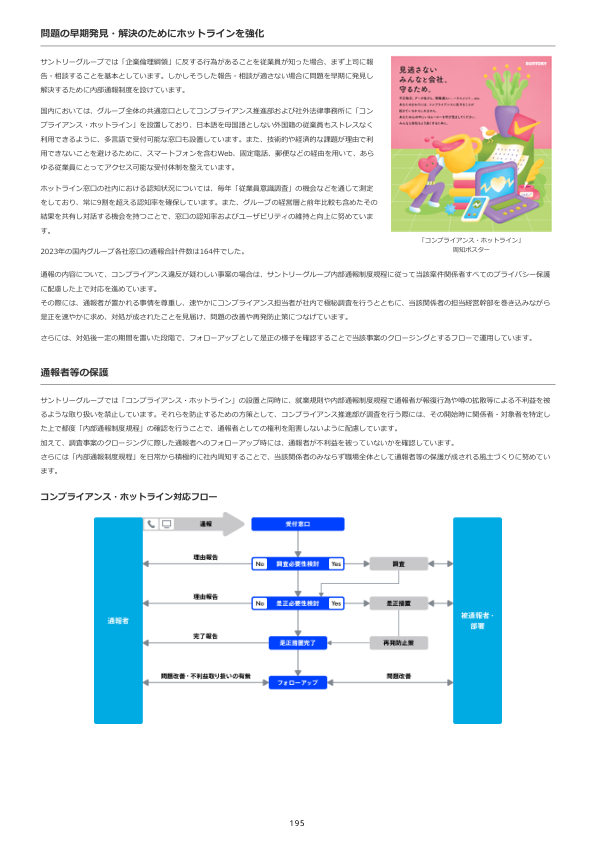 問題の早期発見・解決のためにホットラインを強化
サントリーグループでは「企業倫理綱領」に反する行為があることを従業員が知った場合、まず上司に報
告・相談することを基本としています。しかしそうした報告・相談が適さない場合に問題を早期に発見し
解決するために内部通報制度を設けています。
国内においては、グループ全体の共通窓口としてコンプライアンス推進部および社外法律事務所に「コン
プライアンス・ホットライン」を設置しており、日本語を母国語としない外国籍の従業員もストレスなく
利用できるように、多言語で受付可能な窓口も設置しています。また、技術的や経済的な課題が理由で利
用できないことを避けるために、スマートフォンを含むWeb、固定電話、郵便などの経由を用いて、あら
ゆる従業員にとってアクセス可能な受付体制を整えています。
ホットライン窓口の社内における認知状況については、毎年「従業員意識調査」の機会などを通じて測定
をしており、常に9割を超える認知率を確保しています。また、グループの経営層と前年比較も含めたその
結果を共有し対話する機会を持つことで、窓口の認知率およびユーザビリティの維持と向上に努めていま
す。
2023年の国内グループ各社窓口の通報合計件数は164件でした。
SUNTORY
見過さない
みんなと会社、
守るため。
「コンプライアンス・ホットライン」
周知ポスター
通報の内容について、コンプライアンス違反が疑わしい事案の場合は、サントリーグループ内部通報制度規程に従って当該案件関係者すべてのプライバシー保護
に配慮した上で対応を進めています。
その際には、通報者が置かれる事情を尊重し、速やかにコンプライアンス担当者が社内で極秘調査を行うとともに、当該関係者の担当経営幹部を巻き込みながら
是正を速やかに求め、対処が成されたことを見届け、問題の改善や再発防止策につなげています。
さらには、対処後一定の期間を置いた段階で、フォローアップとして是正の様子を確認することで当該事案のクロージングとするフローで運用しています。
通報者等の保護
サントリーグループでは「コンプライアンス・ホットライン」の設置と同時に、就業規則や内部通報制度規程で通報者が報復行為や噂の拡散等による不利益を被
るような取り扱いを禁止しています。それらを防止するための方策として、コンプライアンス推進部が調査を行う際には、その開始時に関係者・対象者を特定し
た上で都度「内部通報制度規程」の確認を行うことで、通報者としての権利を阻害しないように配慮しています。
加えて、調査事案のクロージングに際した通報者へのフォローアップ時には、通報者が不利益を被っていないかを確認しています。
さらには「内部通報制度規程」を日常から積極的に社内周知することで、当該関係者のみならず職場全体として通報者等の保護が成される風土づくりに努めてい
ます。
コンプライアンス・ホットライン対応フロー
通報
受付窓口
理由報告
No 調査必要性検討 Yes
調査
理由報告
No 是正必要性検討 Yes
是正措置
通報者
被通報者・
部署
完了報告
是正措置完了
再発防止策
問題改善・不利益取り扱いの有無
フォローアップ
問題改善
195